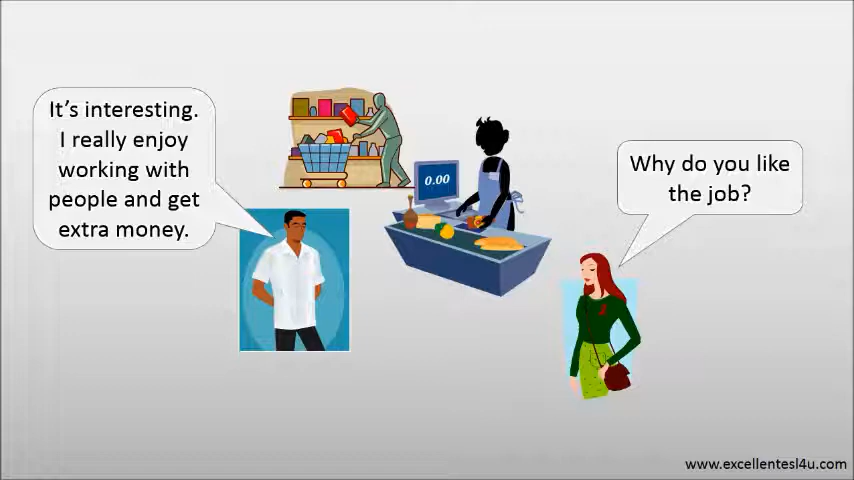 It's interesting.
I really enjoy
working with
people and get
extra money.
0.00
Why do you like
the job?
www.excellentesl4u.com